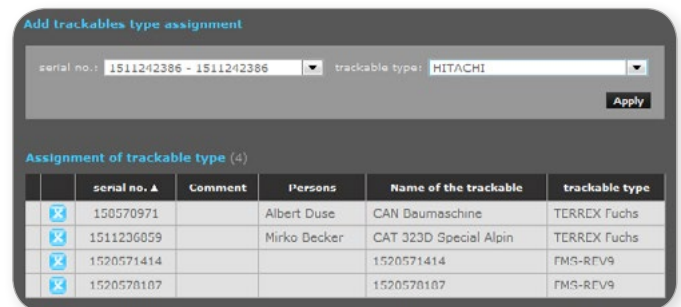 Add trackables type assignment
serial no.: 1511242386 - 1511242386 trackable type: HITACHI
Apply
Assignment of trackable type (4)
serial no. ▲ Comment Persons Name of the trackable trackable type
158570971 Albert Duse CAN Baumaschine TERREX Fuchs
1511236859 Mirko Becker CAT 323D Special Alpin TERREX Fuchs
1520571414 1520571414 FMS-REV9
1520578187 1520578187 FMS-REV9